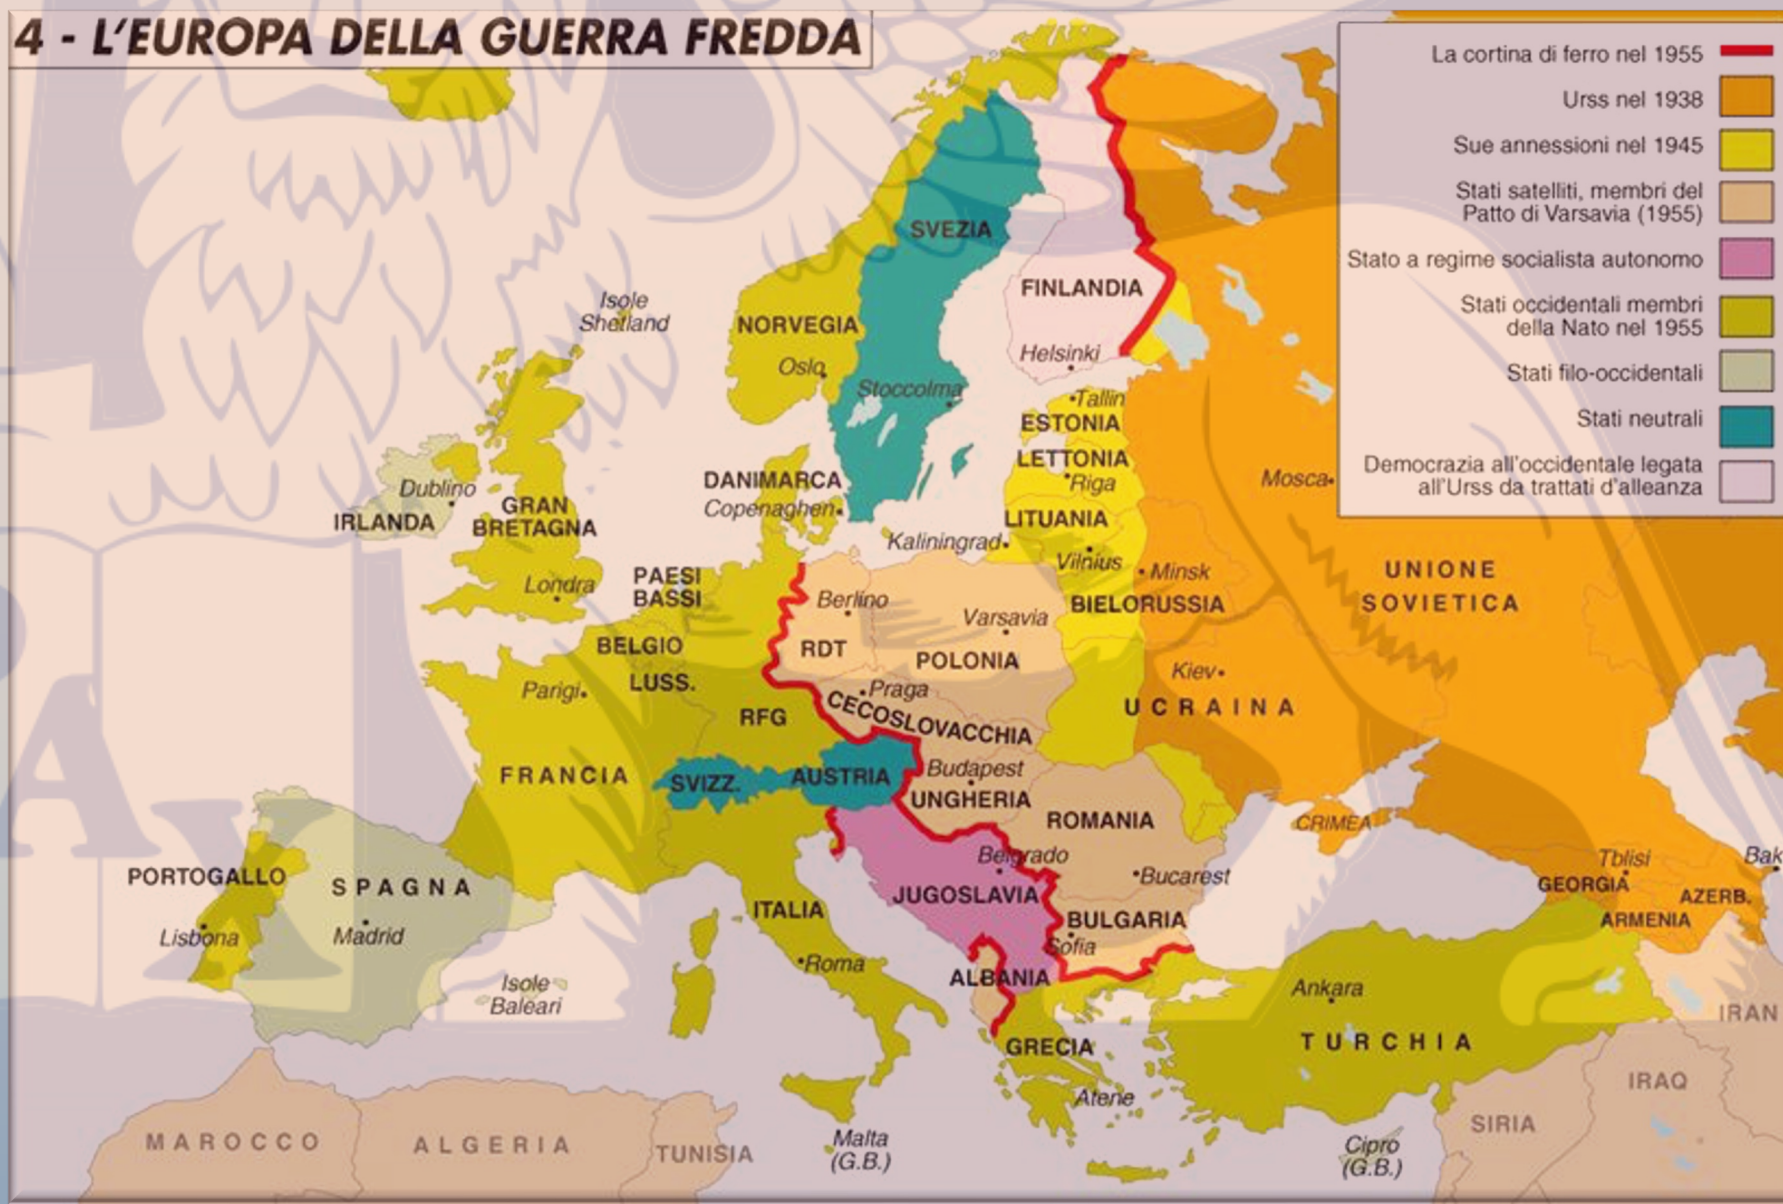 4 - L'EUROPA DELLA GUERRA FREDDA
La cortina di ferro nel 1955
Urss nel 1938
Sue annessioni nel 1945
Stati satelliti, membri del
Patto di Varsavia (1955)
Stato a regime socialista autonomo
Stati occidentali membri
della Nato nel 1955
Stati filo-occidentali
Stati neutrali
Democrazia all'occidentale legata
all'Urss da trattati d'alleanza
SVEZIA
FINLANDIA
Isole
Shetland
NORVEGIA
Oslo
Helsinki
Stoccolma
Tallin
ESTONIA
LETTONIA
Riga
Mosca
DANIMARCA
Copenaghen
Dublino
IRLANDA
GRAN
BRETAGNA
LITUANIA
Kaliningrad
Vilnius
Minsk
BIELORUSSIA
UNIONE
SOVIETICA
Londra
PAESI
BASSI
Berlino
Varsavia
BELGIO
RDT
POLONIA
LUSS.
Parigi
Praga
Kiev
RFG
CECOSLOVACCHIA
UCRAINA
FRANCIA
SVIZZ.
AUSTRIA
Budapest
UNGHERIA
ROMANIA
CRIMEA
Belgrado
Bucarest
Tblisi
Bak
PORTOGALLO
SPAGNA
JUGOSLAVIA
GEORGIA
AZERB.
ITALIA
BULGARIA
ARMENIA
Lisbona
Madrid
Sofia
Roma
ALBANIA
Isole
Baleari
Ankara
IRAN
GRECIA
TURCHIA
Atene
IRAQ
MAROCCO
ALGERIA
TUNISIA
Malta
(G.B.)
Cipro
(G.B.)
SIRIA
PAX